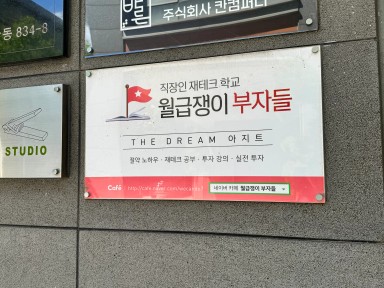 동 834-8
주식회사 칸컴퍼니
STUDIO
직장인 재테크 학교
월급쟁이 부자들
THE DREAM 아지트
절약 노하우 · 재테크 공부 · 투자 강의 · 실전 투자
Café
네이버 카페 월급쟁이 부자들